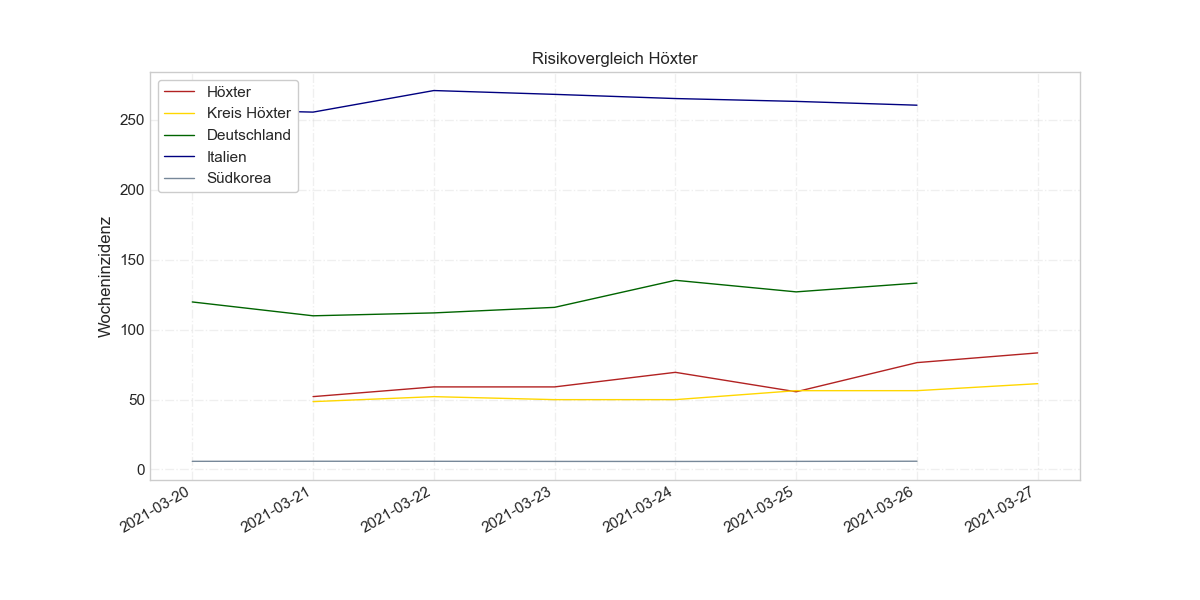 Risikovergleich Höxter
Höxter
Kreis Höxter
Deutschland
Italien
Südkorea
Wocheninzidenz
250
200
150
100
50
0
2021-03-20
2021-03-21
2021-03-22
2021-03-23
2021-03-24
2021-03-25
2021-03-26
2021-03-27